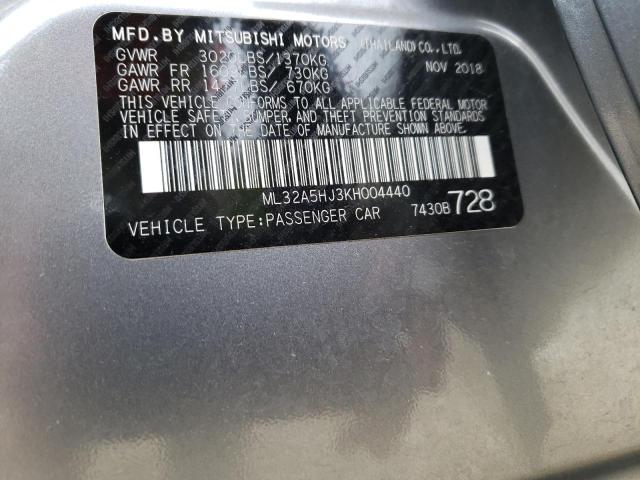 MFD.BY MITSUBISHI MOTORS (THAILAND) CO.,LTD.
GVWR 3020LBS/1370KG NOV 2018
GAWR FR 730KG
GAWR RR 670KG
THIS VEHICLE CONFORMS TO ALL APPLICABLE FEDERAL MOTOR
VEHICLE SAFETY, BUMPER, AND THEFT PREVENTION STANDARDS
IN EFFECT ON THE DATE OF MANUFACTURE SHOWN ABOVE.
ML32A5HJ3KH004440
VEHICLE TYPE:PASSENGER CAR 7430B 728